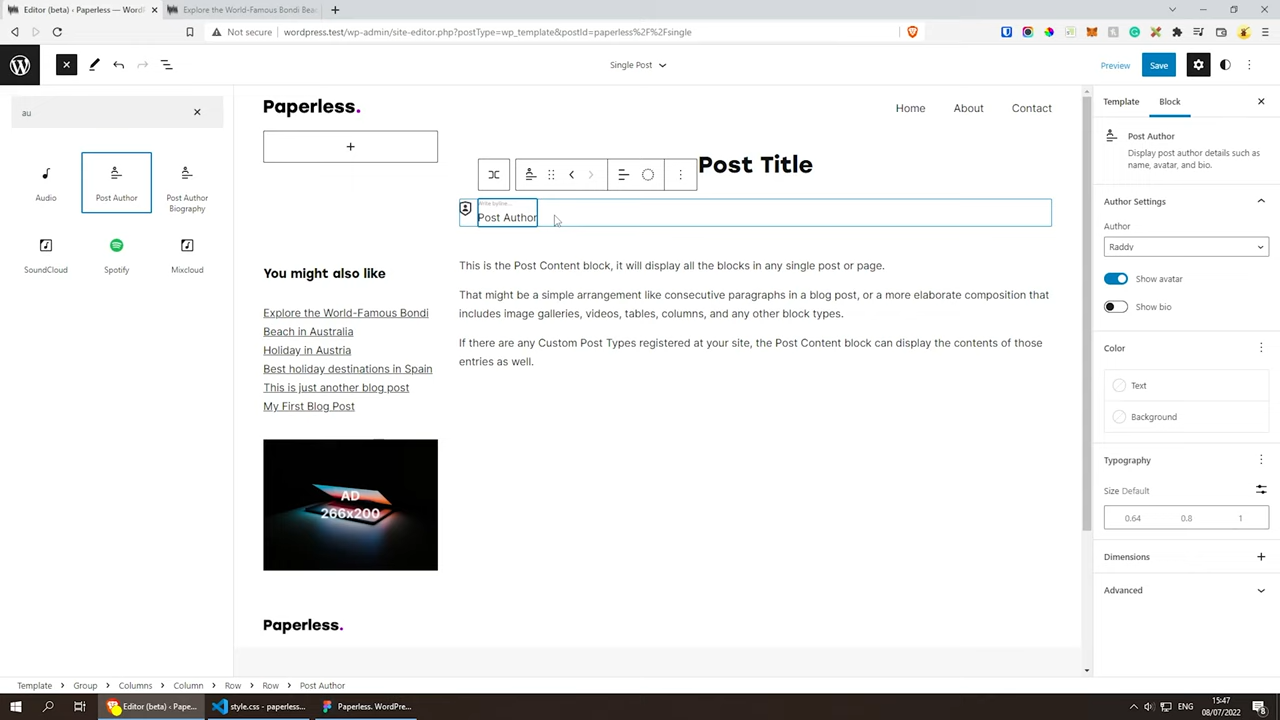 Editor (beta) ‹ Paperless — WordP
Explore the World-Famous Bondi Beac
Not secure
wordpress.test/wp-admin/site-editor.php?postType=wp_template&postId=paperless%2F%2Fsingle
Single Post
Preview
Save
au
Audio
Post Author
Post Author
Biography
SoundCloud
Spotify
Mixcloud
Paperless.
Home
About
Contact
Post Title
Write byline…
Post Author
This is the Post Content block, it will display all the blocks in any single post or page.
That might be a simple arrangement like consecutive paragraphs in a blog post, or a more elaborate composition that
includes image galleries, videos, tables, columns, and any other block types.
If there are any Custom Post Types registered at your site, the Post Content block can display the contents of those
entries as well.
You might also like
Explore the World-Famous Bondi
Beach in Australia
Holiday in Austria
Best holiday destinations in Spain
This is just another blog post
My First Blog Post
AD
266x200
Paperless.
Template
Block
Post Author
Display post author details such as
name, avatar, and bio.
Author Settings
Author
Raddy
Show avatar
Show bio
Color
Text
Background
Typography
Size Default
0.64
0.8
1
Dimensions
Advanced
Template
Group
Columns
Column
Row
Row
Post Author
Editor (beta) ‹ Pape...
style.css - paperless...
Paperless. WordPre...
ENG
15:47
08/07/2022